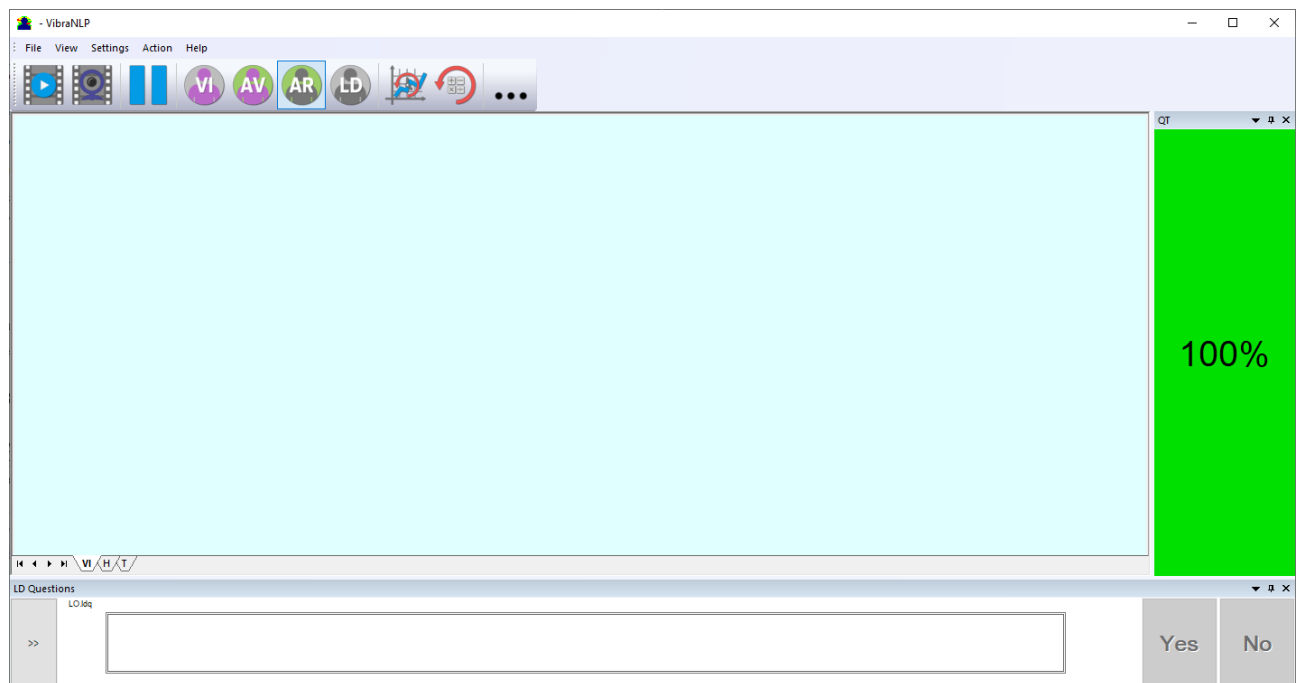 - VibraNLP
File View Settings Action Help
VI AV AR LD ...
QT
100%
VI H T
LD Questions
LO.ldq
>>
Yes No